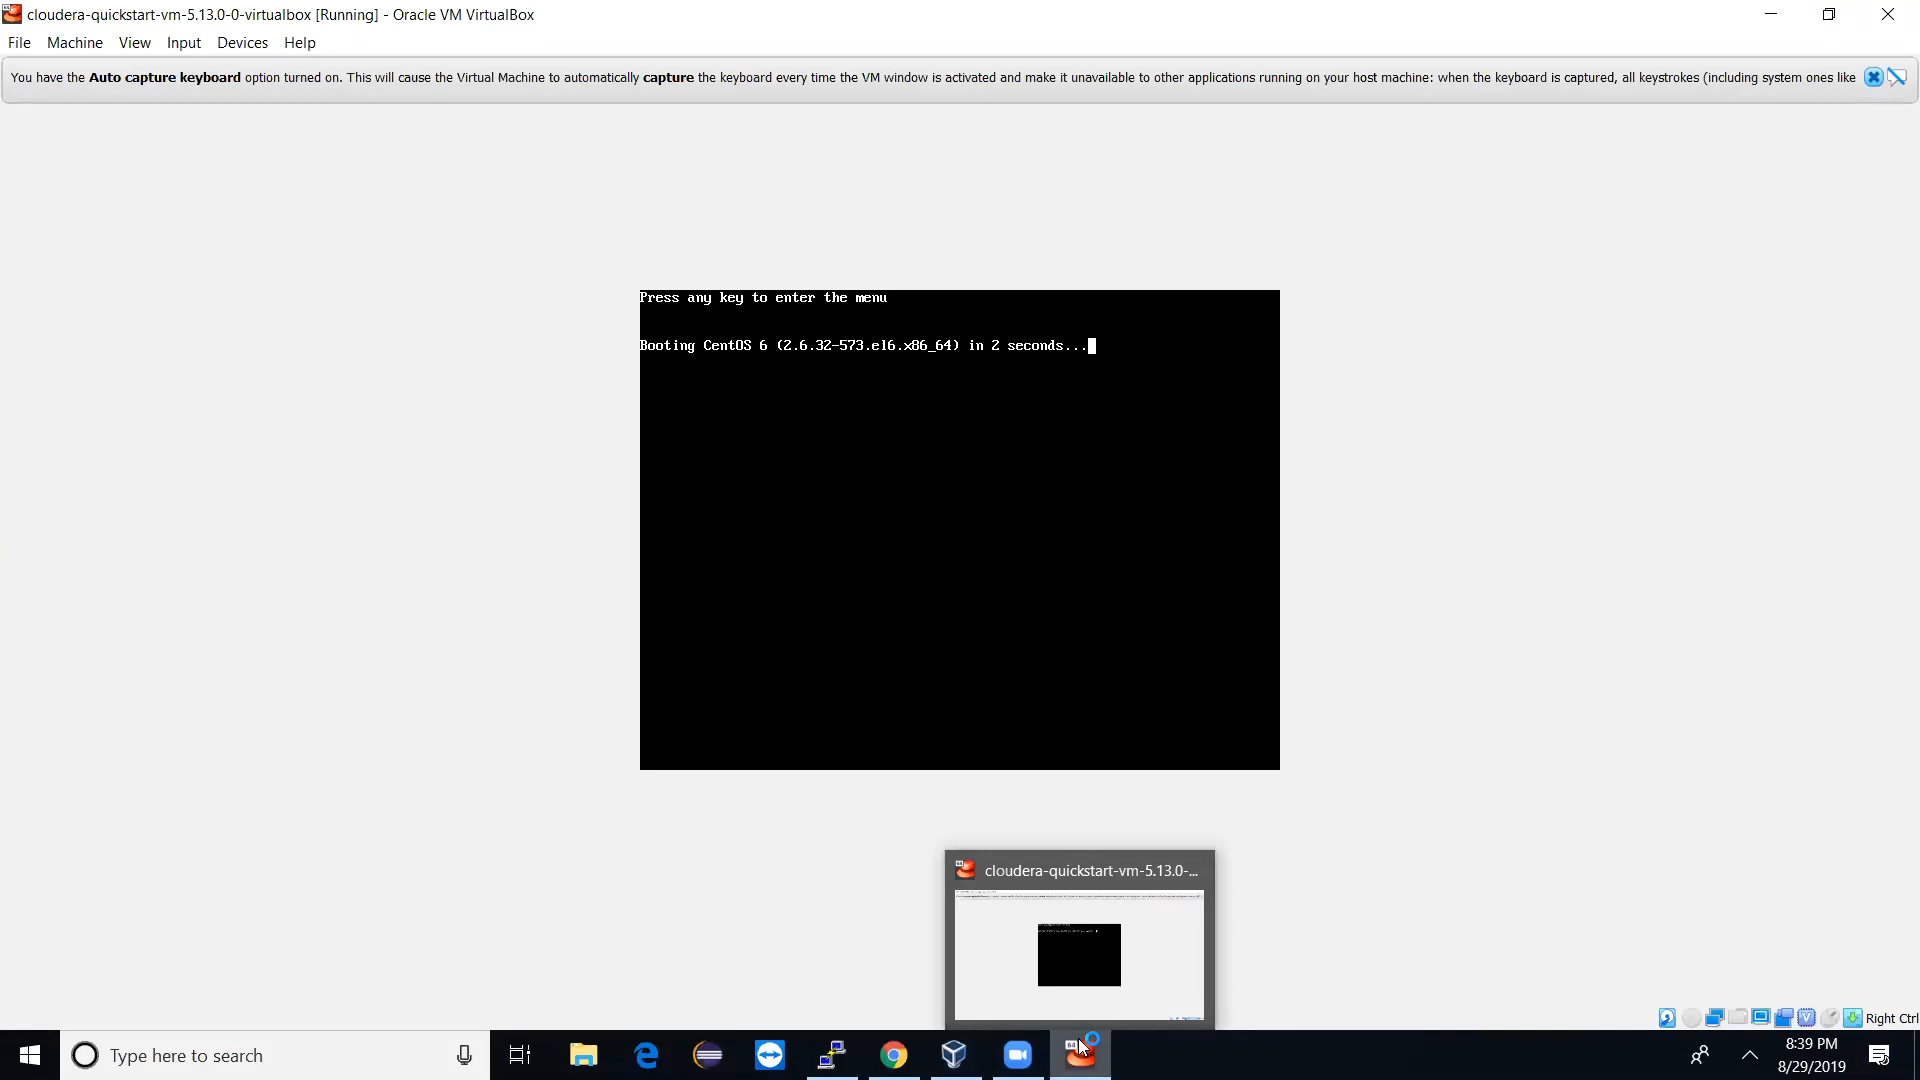 cloudera-quickstart-vm-5.13.0-0-virtualbox [Running] - Oracle VM VirtualBox
File Machine View Input Devices Help
You have the Auto capture keyboard option turned on. This will cause the Virtual Machine to automatically capture the keyboard every time the VM window is activated and make it unavailable to other applications running on your host machine: when the keyboard is captured, all keystrokes (including system ones like
Press any key to enter the menu
Booting CentOS 6 (2.6.32-573.el6.x86_64) in 2 seconds...
cloudera-quickstart-vm-5.13.0-...
Right Ctrl
Type here to search
64
8:39 PM
8/29/2019